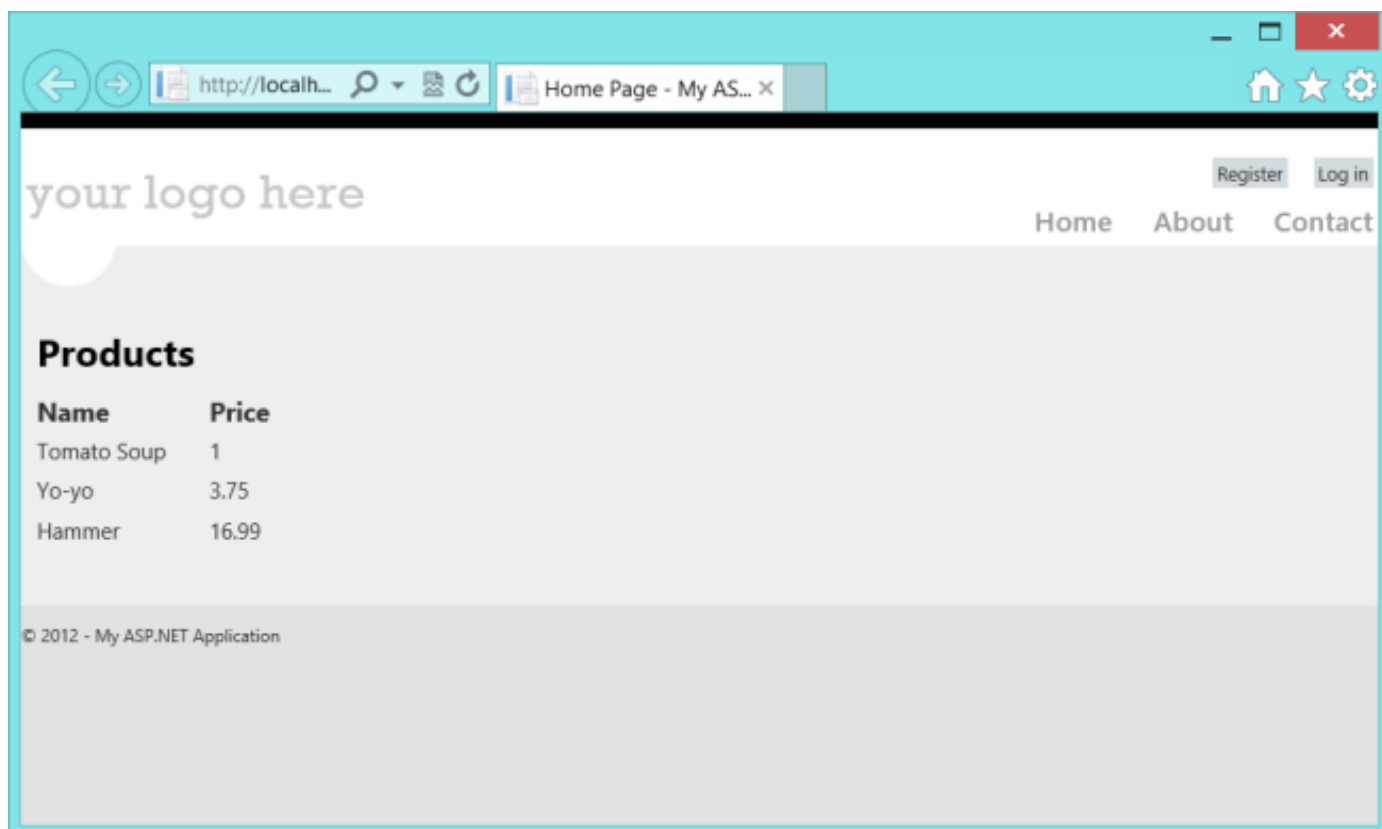 http://localh... Home Page - My AS...
Register Log in
your logo here
Home About Contact
Products
Name Price
Tomato Soup 1
Yo-yo 3.75
Hammer 16.99
© 2012 - My ASP.NET Application